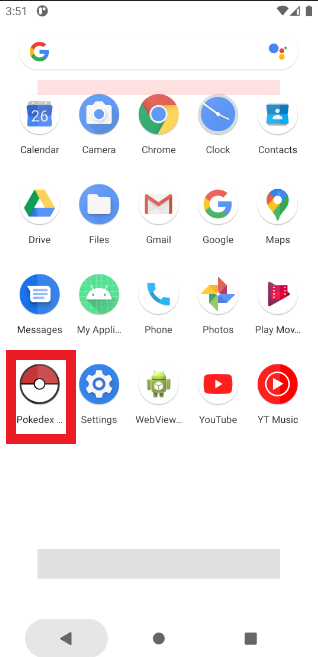 3:51
26
Calendar
Camera
Chrome
Clock
Contacts
Drive
Files
Gmail
Google
Maps
Messages
My Appli...
Phone
Photos
Play Mov...
Pokedex ...
Settings
WebView...
YouTube
YT Music